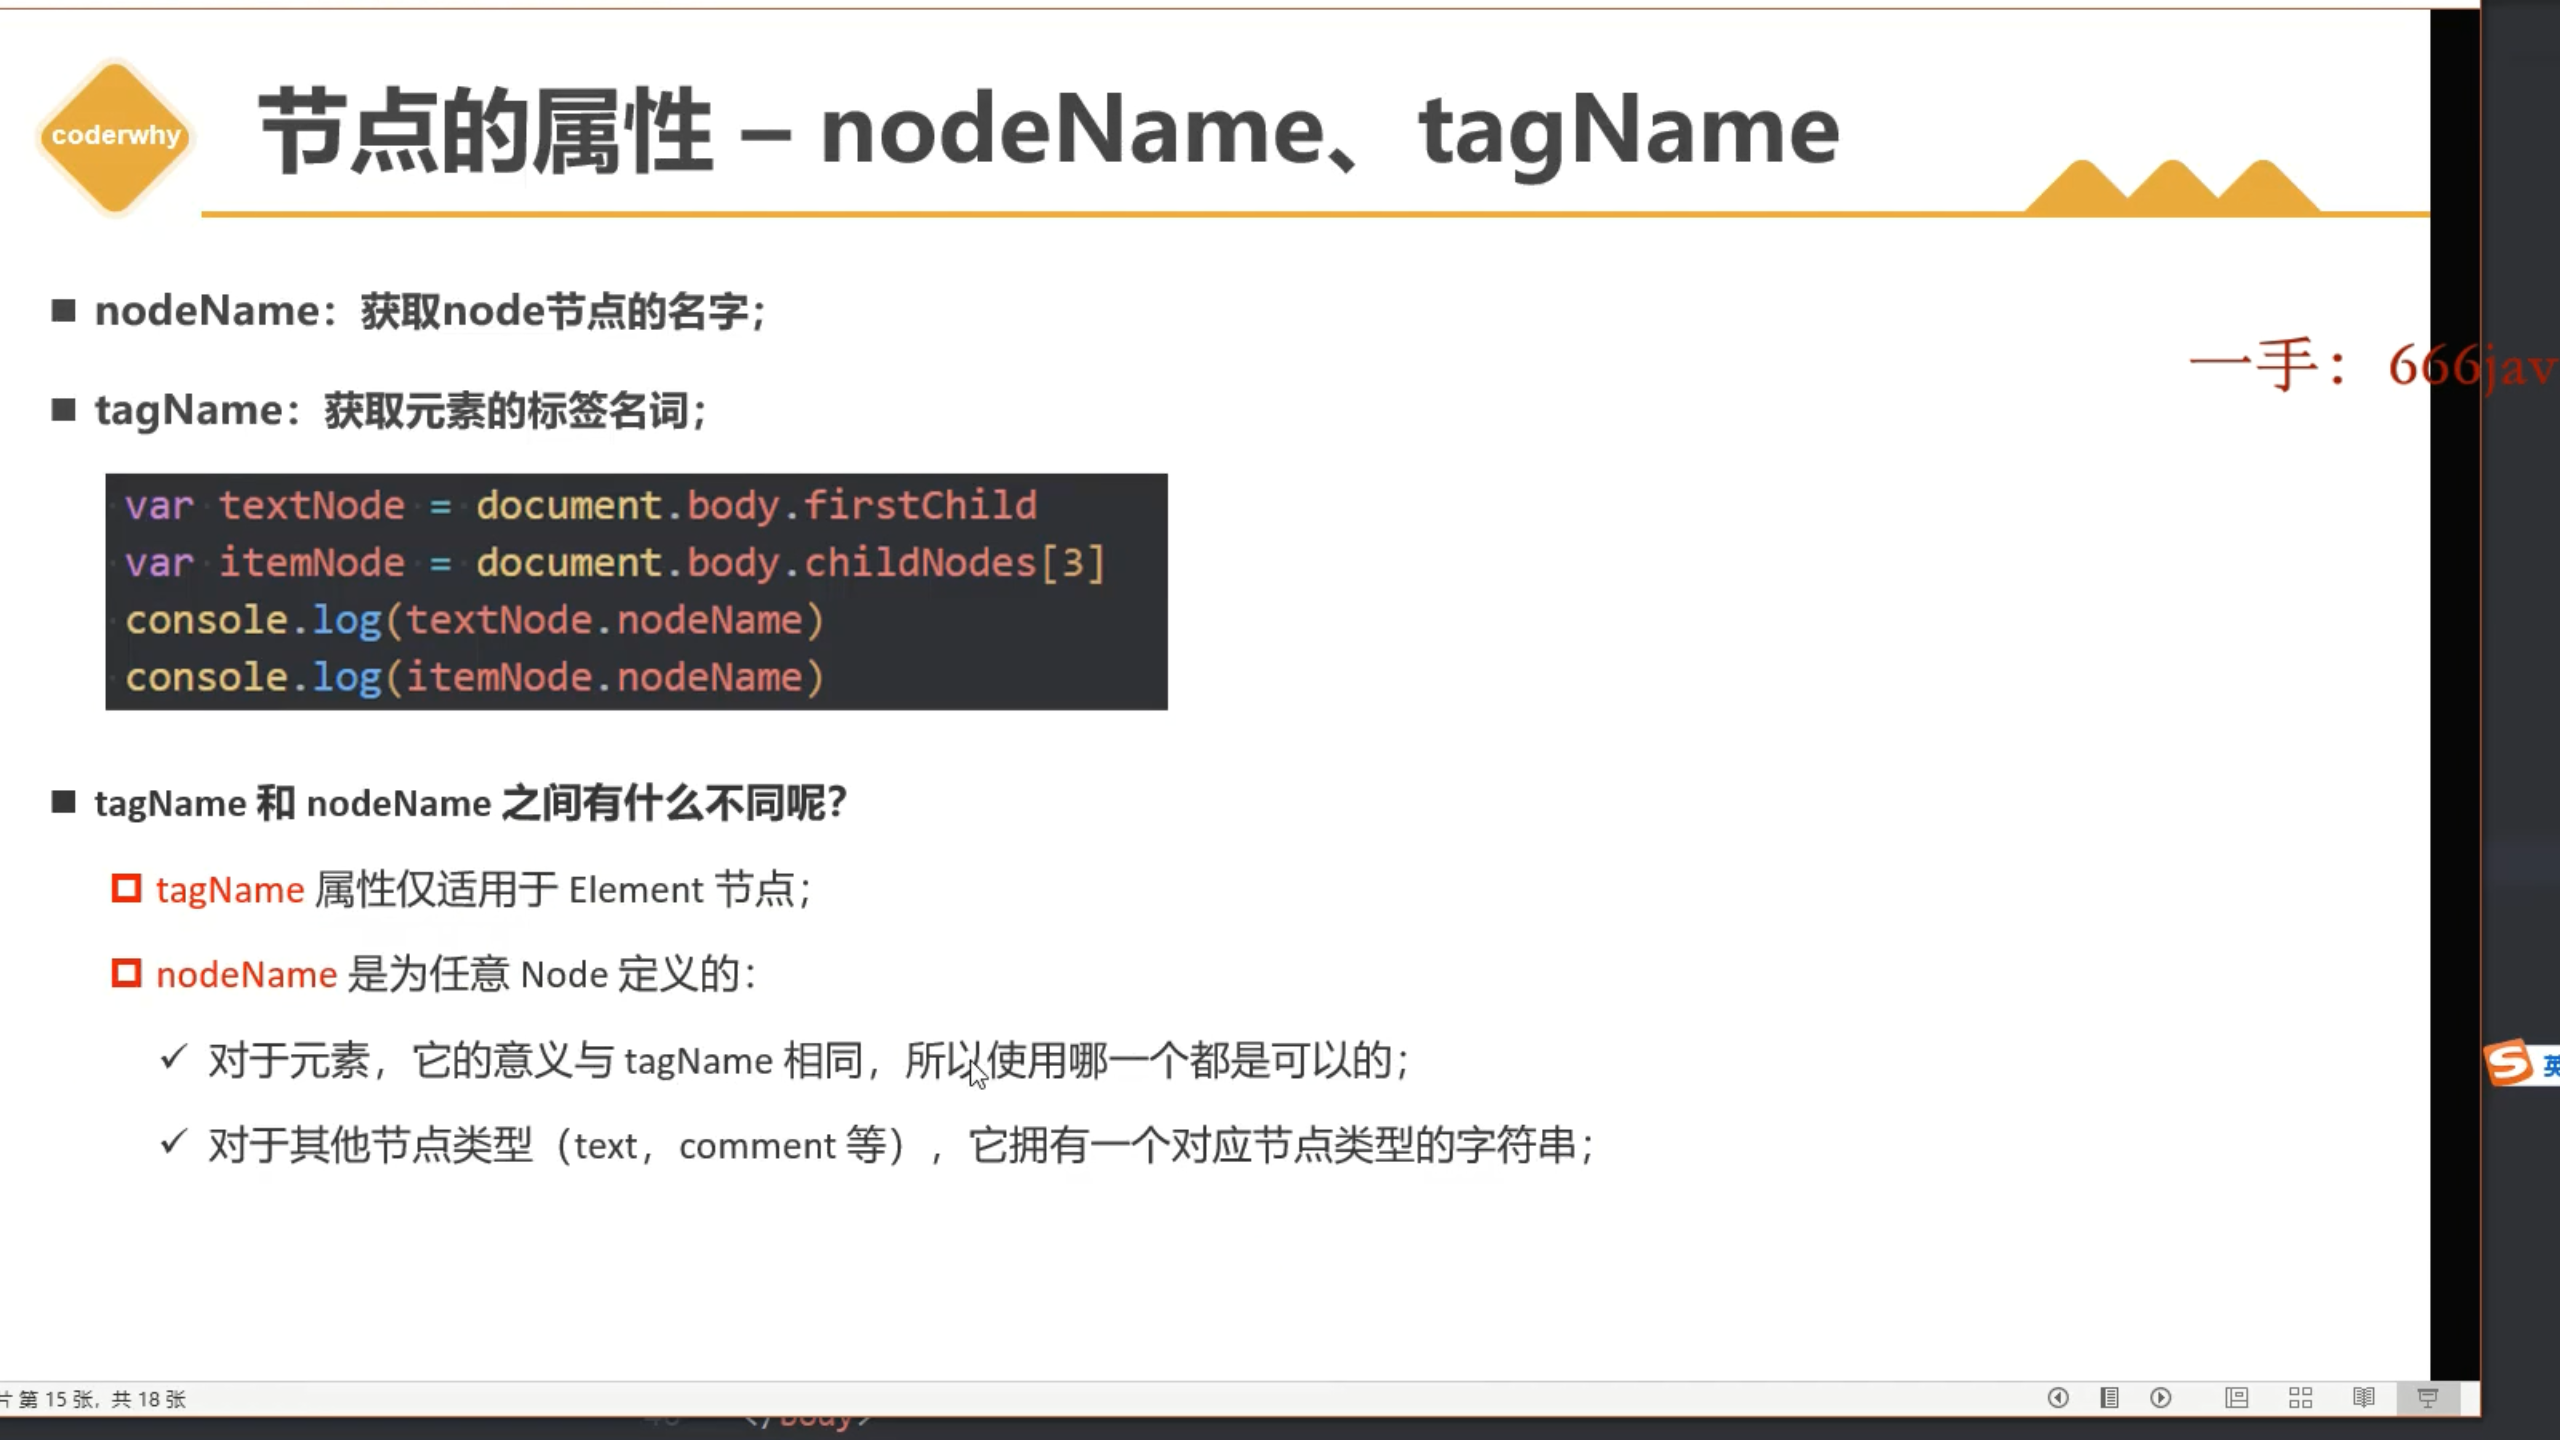 coderwhy
节点的属性 – nodeName、tagName
nodeName：获取node节点的名字；
一手：666jav
tagName：获取元素的标签名词；
var textNode = document.body.firstChild
var itemNode = document.body.childNodes[3]
console.log(textNode.nodeName)
console.log(itemNode.nodeName)
tagName 和 nodeName 之间有什么不同呢？
tagName 属性仅适用于 Element 节点；
nodeName 是为任意 Node 定义的：
对于元素，它的意义与 tagName 相同，所以使用哪一个都是可以的；
英
对于其他节点类型（text，comment 等），它拥有一个对应节点类型的字符串；
第 15 张，共 18 张
</body>